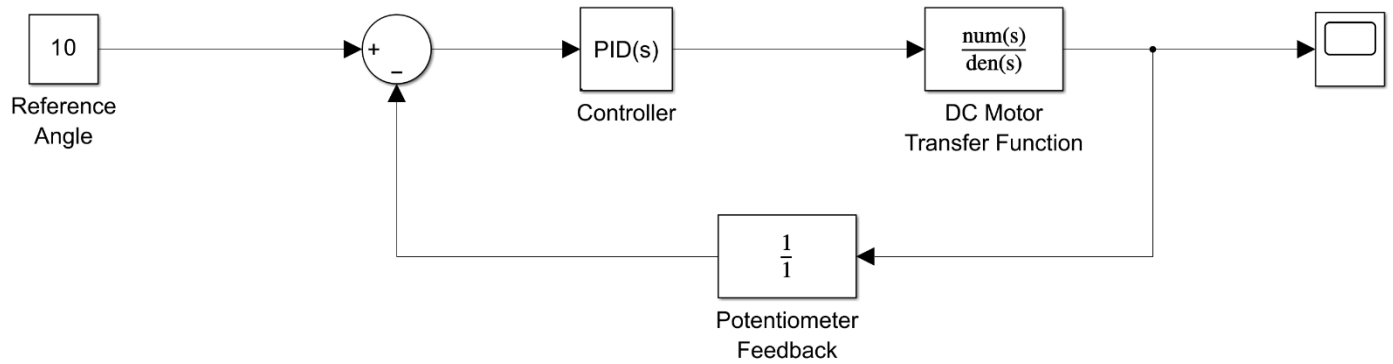 10
Reference
Angle
+
−
PID(s)
Controller
num(s)
den(s)
DC Motor
Transfer Function
1
1
Potentiometer
Feedback